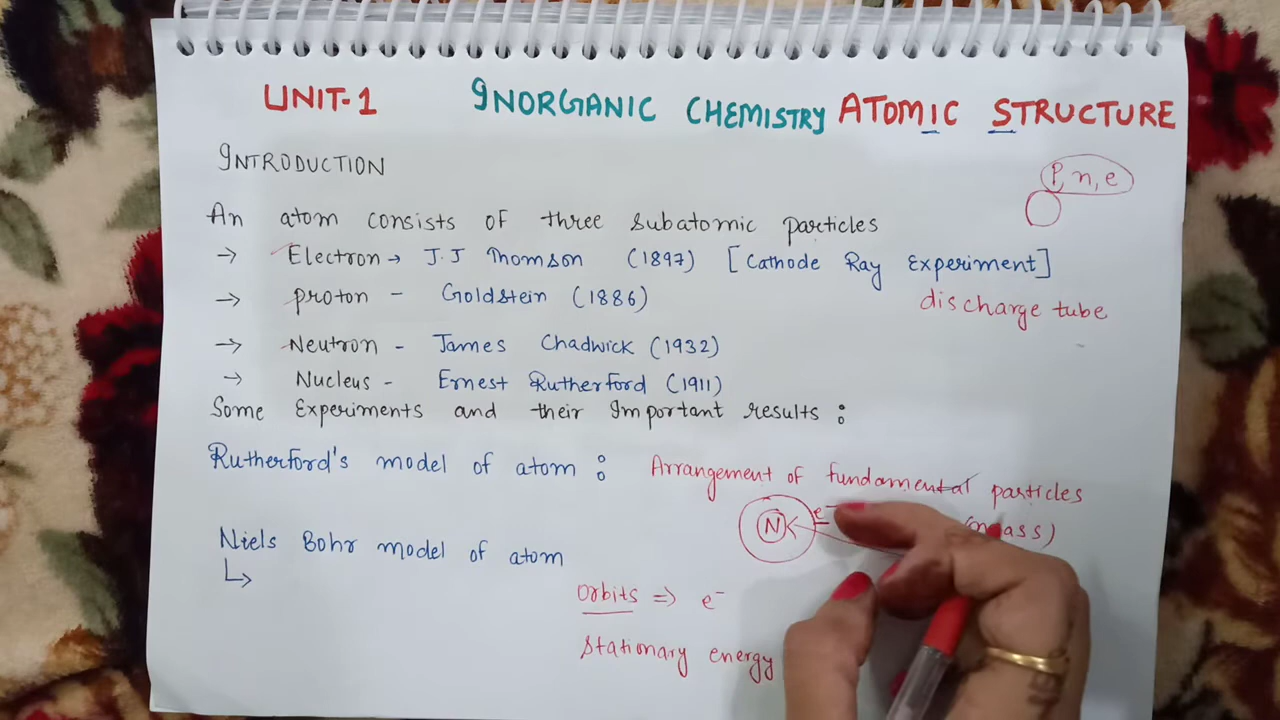 UNIT-1 INORGANIC CHEMISTRY ATOMIC STRUCTURE
INTRODUCTION
P, n, e
An atom consists of three subatomic particles
→ Electron → J.J Thomson (1897) [Cathode Ray Experiment]
→ proton - Goldstein (1886)
discharge tube
→ Neutron - James Chadwick (1932)
→ Nucleus - Ernest Rutherford (1911)
Some Experiments and their Important results :
Rutherford's model of atom : Arrangement of fundamental particles
N e⁻ (mass)
Niels Bohr model of atom
Orbits ⇒ e⁻
Stationary energy